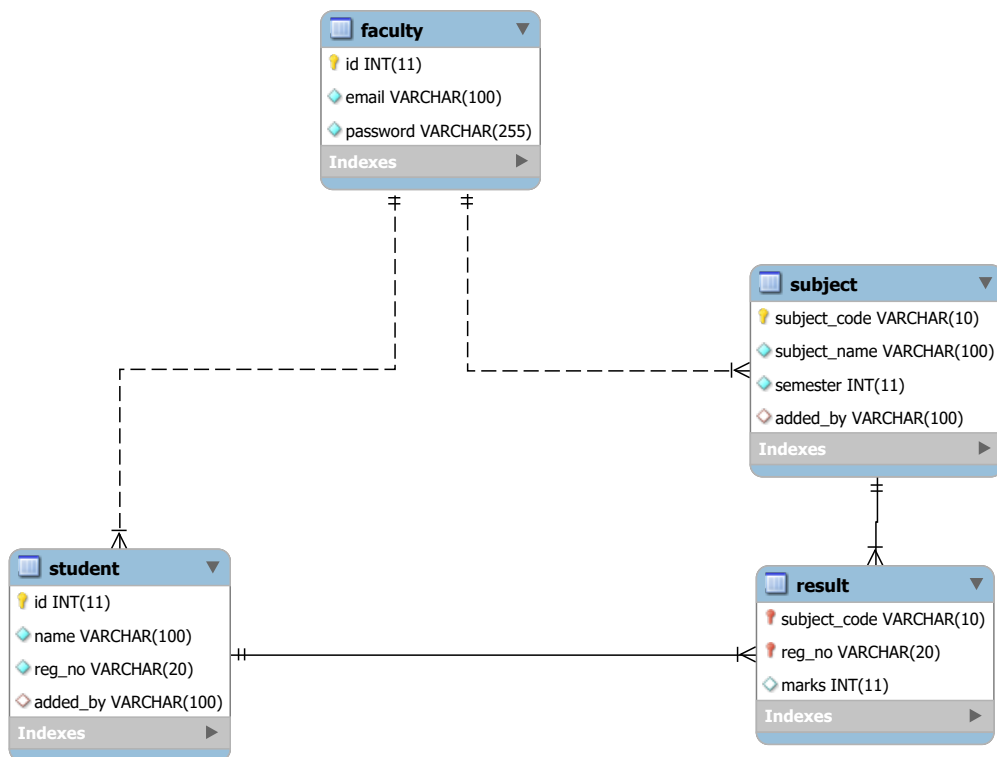 faculty
id INT(11)
email VARCHAR(100)
password VARCHAR(255)
Indexes
subject
subject_code VARCHAR(10)
subject_name VARCHAR(100)
semester INT(11)
added_by VARCHAR(100)
Indexes
student
id INT(11)
name VARCHAR(100)
reg_no VARCHAR(20)
added_by VARCHAR(100)
Indexes
result
subject_code VARCHAR(10)
reg_no VARCHAR(20)
marks INT(11)
Indexes